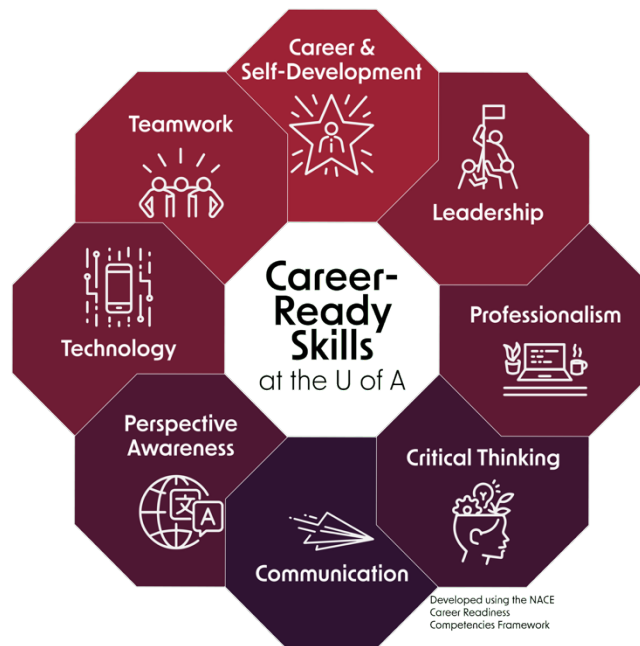 Career &
Self-Development
Leadership
Professionalism
Critical Thinking
Communication
Perspective
Awareness
文
A
Technology
Teamwork
Career-
Ready
Skills
at the U of A
Developed using the NACE
Career Readiness
Competencies Framework